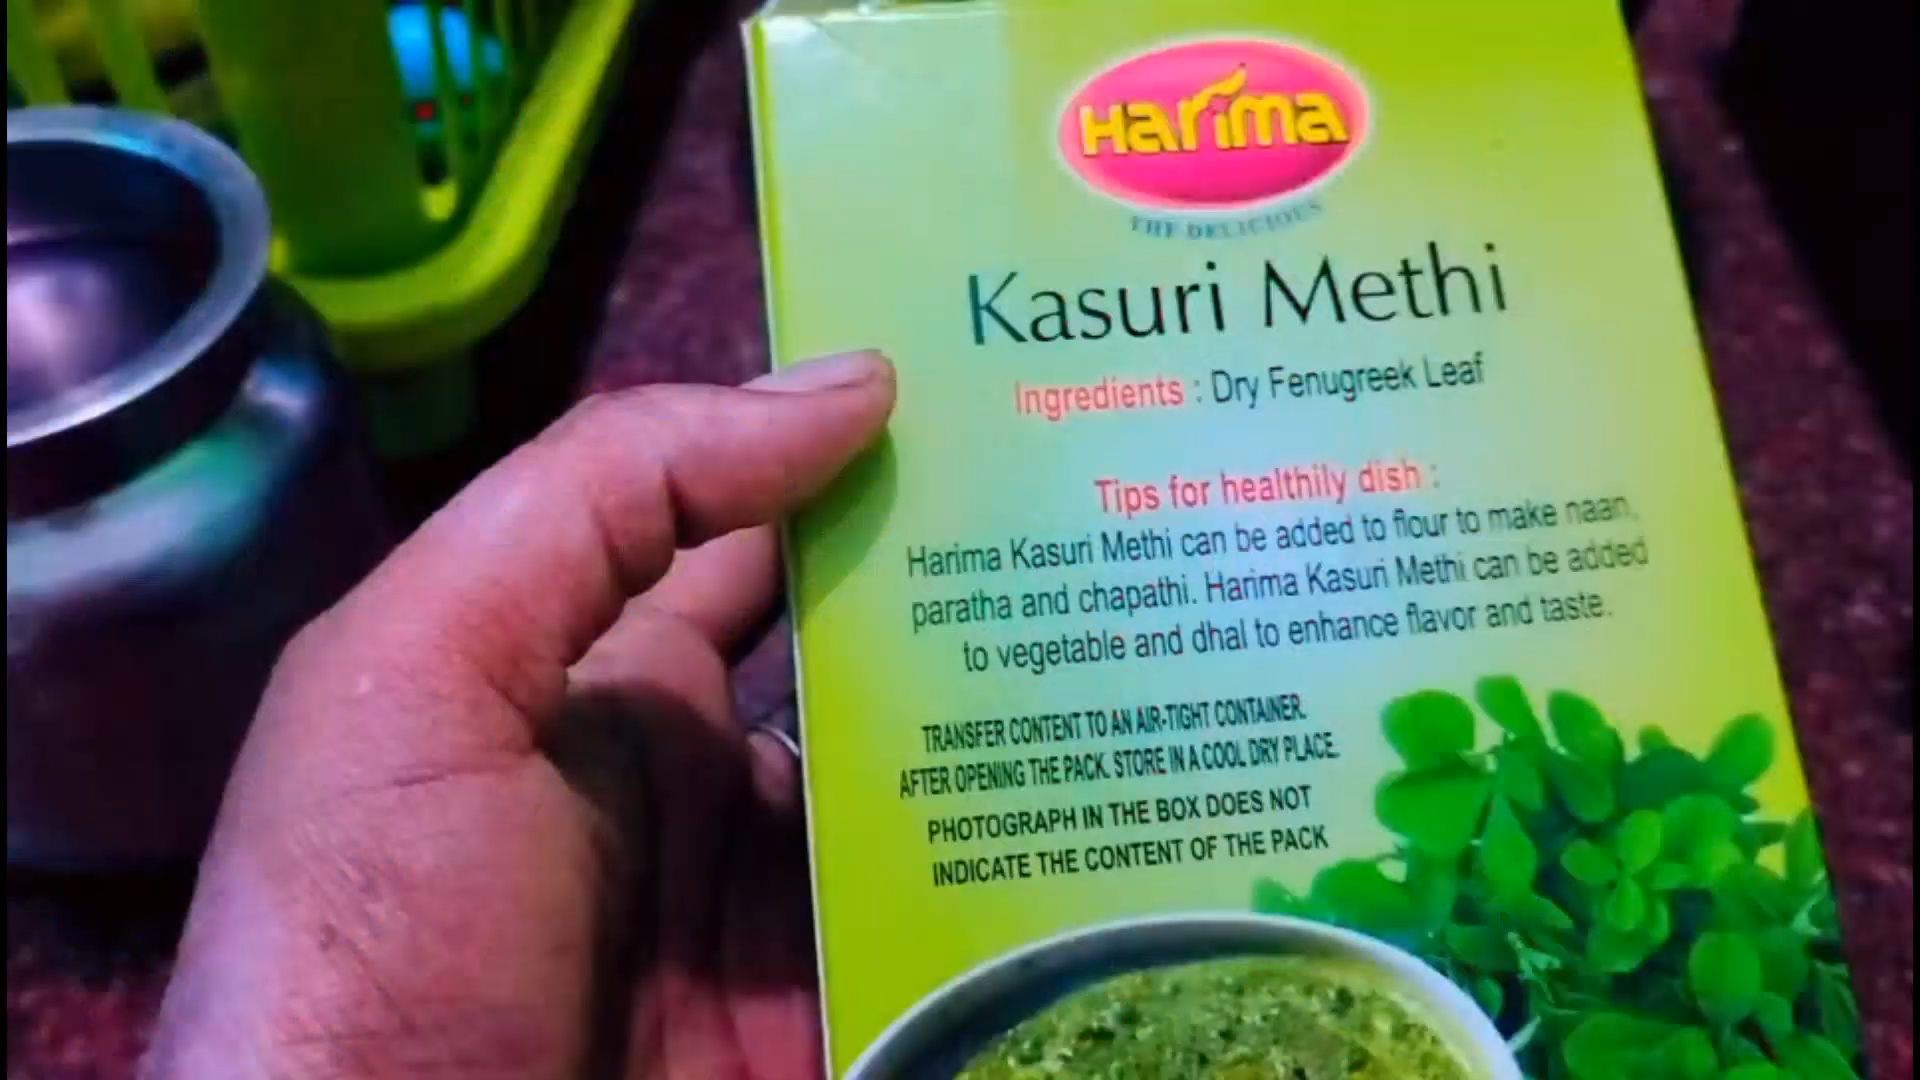 Harima
THE DELICIOUS
Kasuri Methi
Ingredients : Dry Fenugreek Leaf
Tips for healthily dish :
Harima Kasuri Methi can be added to flour to make naan,
paratha and chapathi. Harima Kasuri Methi can be added
to vegetable and dhal to enhance flavor and taste.
TRANSFER CONTENT TO AN AIR-TIGHT CONTAINER.
AFTER OPENING THE PACK. STORE IN A COOL DRY PLACE.
PHOTOGRAPH IN THE BOX DOES NOT
INDICATE THE CONTENT OF THE PACK